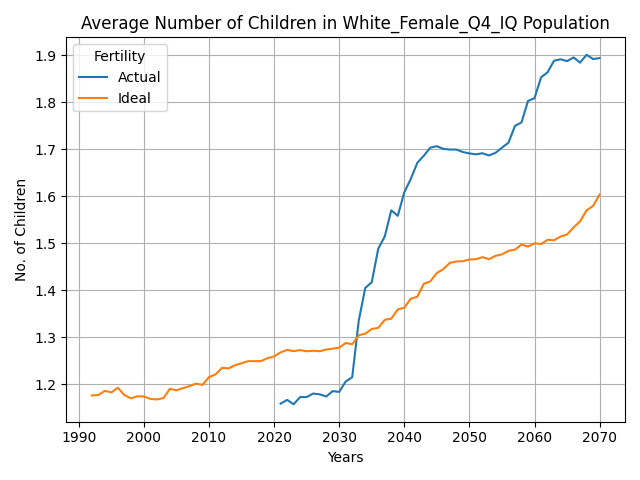 Average Number of Children in White_Female_Q4_IQ Population
Fertility
Actual
Ideal
No. of Children
1.9
1.8
1.7
1.6
1.5
1.4
1.3
1.2
1990 2000 2010 2020 2030 2040 2050 2060 2070
Years